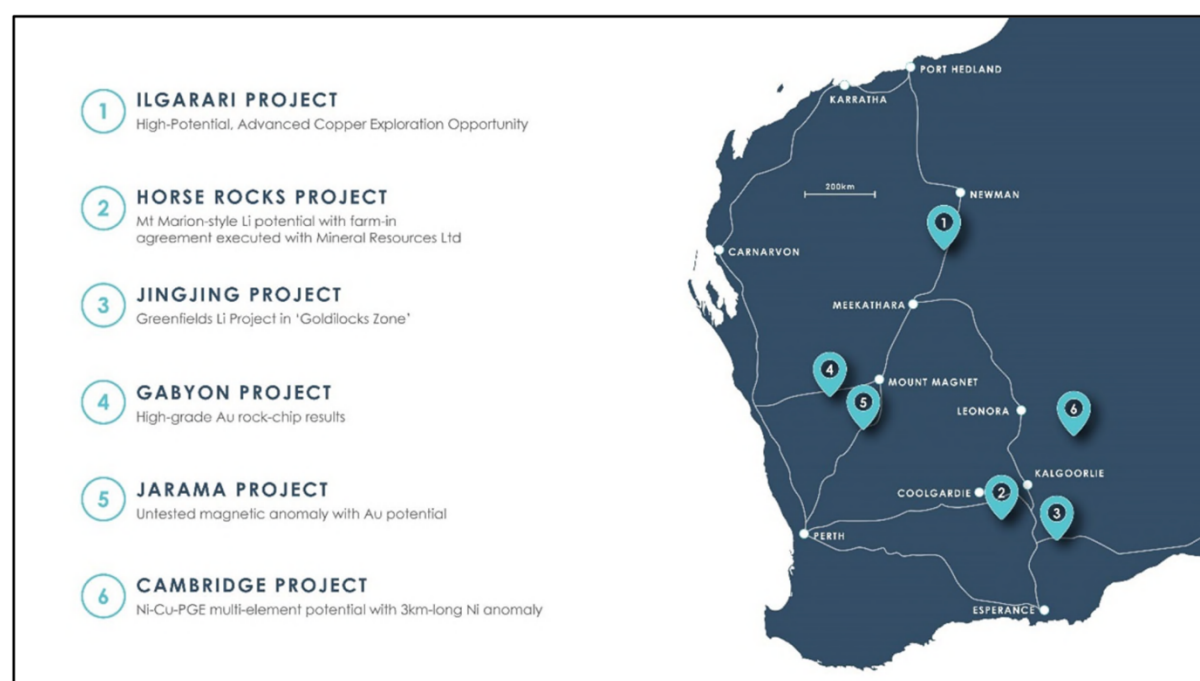 1
ILGARARI PROJECT
High-Potential, Advanced Copper Exploration Opportunity
2
HORSE ROCKS PROJECT
Mt Marion-style Li potential with farm-in
agreement executed with Mineral Resources Ltd
3
JINGJING PROJECT
Greenfields Li Project in ‘Goldilocks Zone’
4
GABYON PROJECT
High-grade Au rock-chip results
5
JARAMA PROJECT
Untested magnetic anomaly with Au potential
6
CAMBRIDGE PROJECT
Ni-Cu-PGE multi-element potential with 3km-long Ni anomaly
PORT HEDLAND
KARRATHA
200km
NEWMAN
1
CARNARVON
MEEKATHARA
4
MOUNT MAGNET
5
LEONORA
6
KALGOORLIE
COOLGARDIE
2
3
PERTH
ESPERANCE